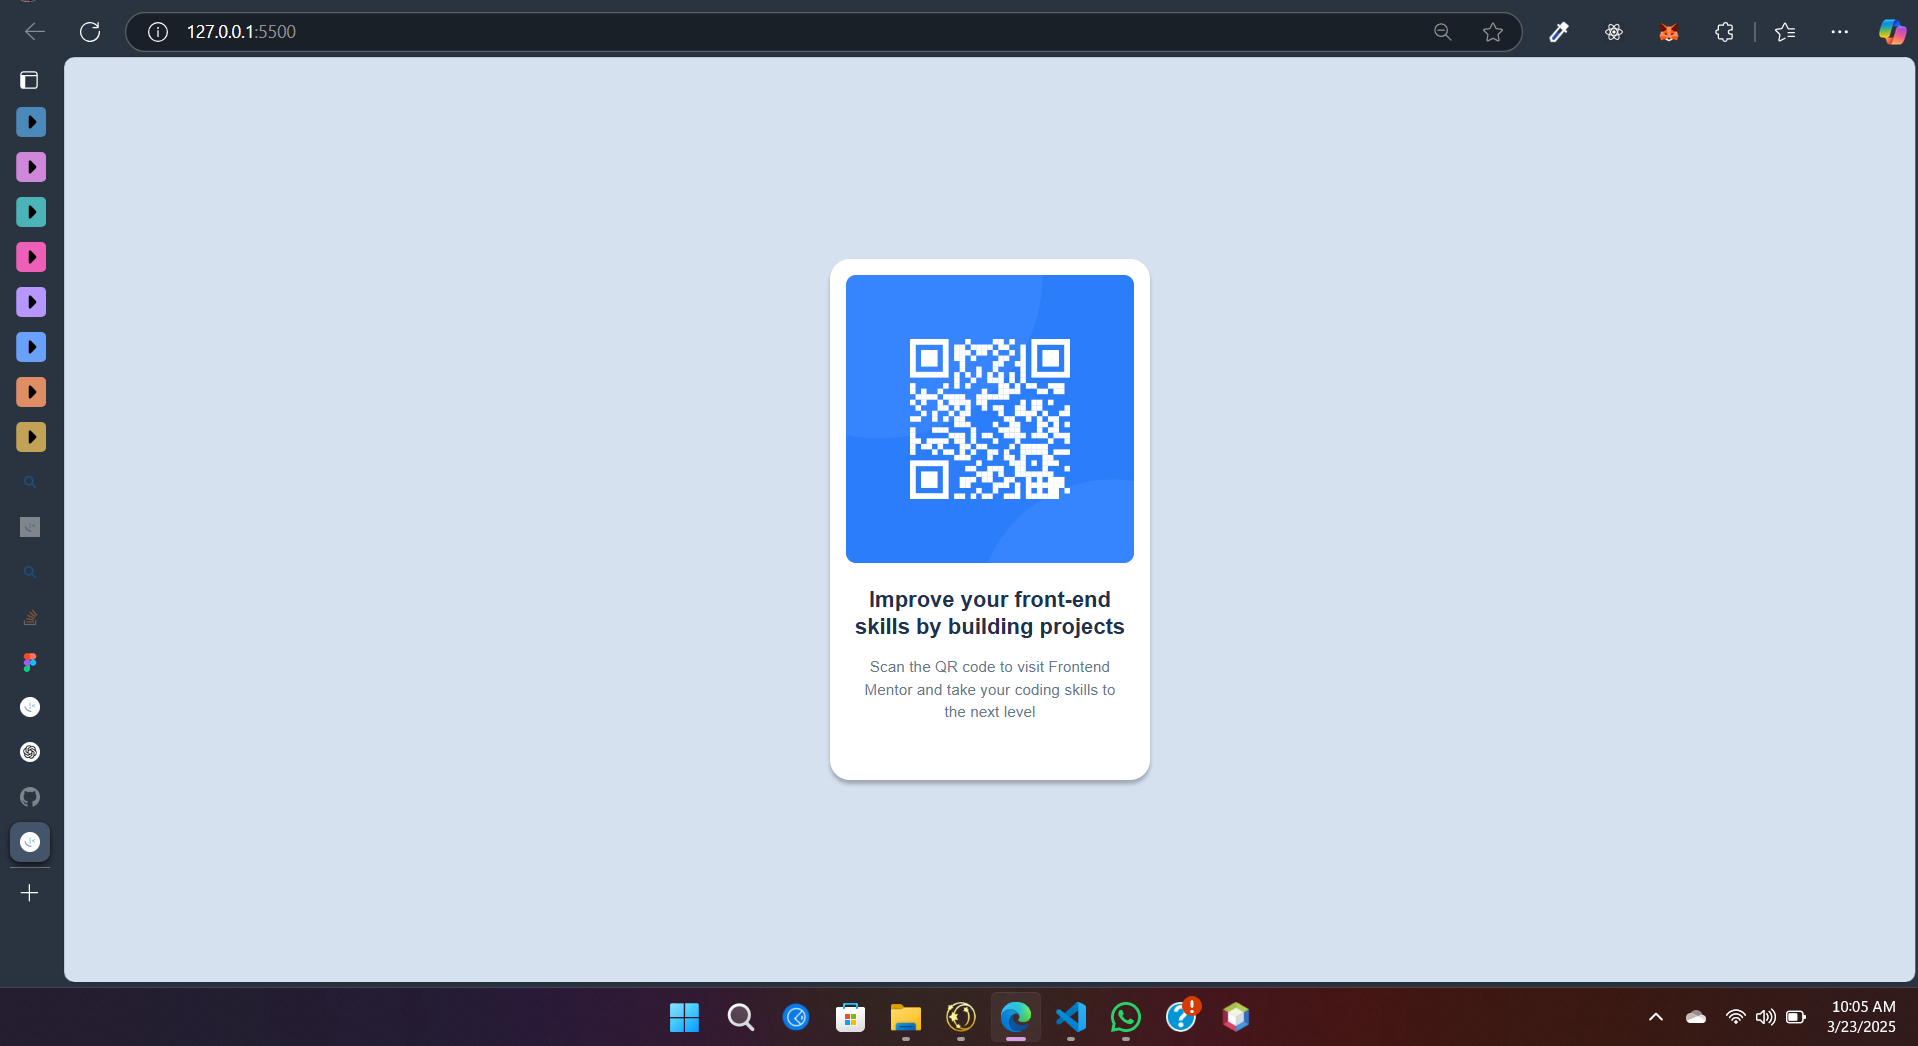 127.0.0.1:5500
Improve your front-end
skills by building projects
Scan the QR code to visit Frontend
Mentor and take your coding skills to
the next level
10:05 AM
3/23/2025